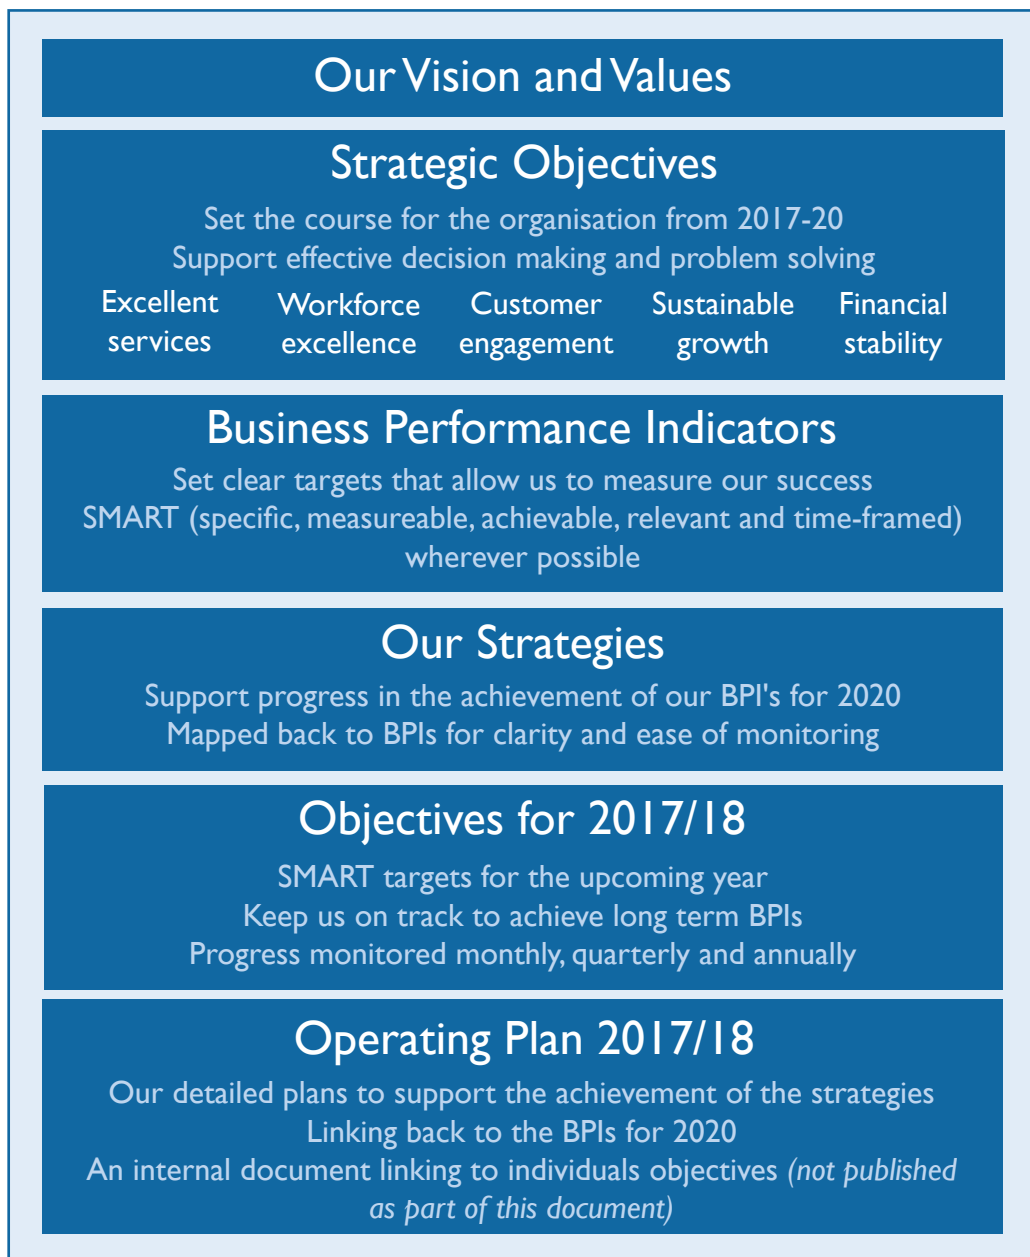 Our Vision and Values
Strategic Objectives
Set the course for the organisation from 2017-20
Support effective decision making and problem solving
Excellent services
Workforce excellence
Customer engagement
Sustainable growth
Financial stability
Business Performance Indicators
Set clear targets that allow us to measure our success
SMART (specific, measureable, achievable, relevant and time-framed)
wherever possible
Our Strategies
Support progress in the achievement of our BPI's for 2020
Mapped back to BPIs for clarity and ease of monitoring
Objectives for 2017/18
SMART targets for the upcoming year
Keep us on track to achieve long term BPIs
Progress monitored monthly, quarterly and annually
Operating Plan 2017/18
Our detailed plans to support the achievement of the strategies
Linking back to the BPIs for 2020
An internal document linking to individuals objectives (not published
as part of this document)